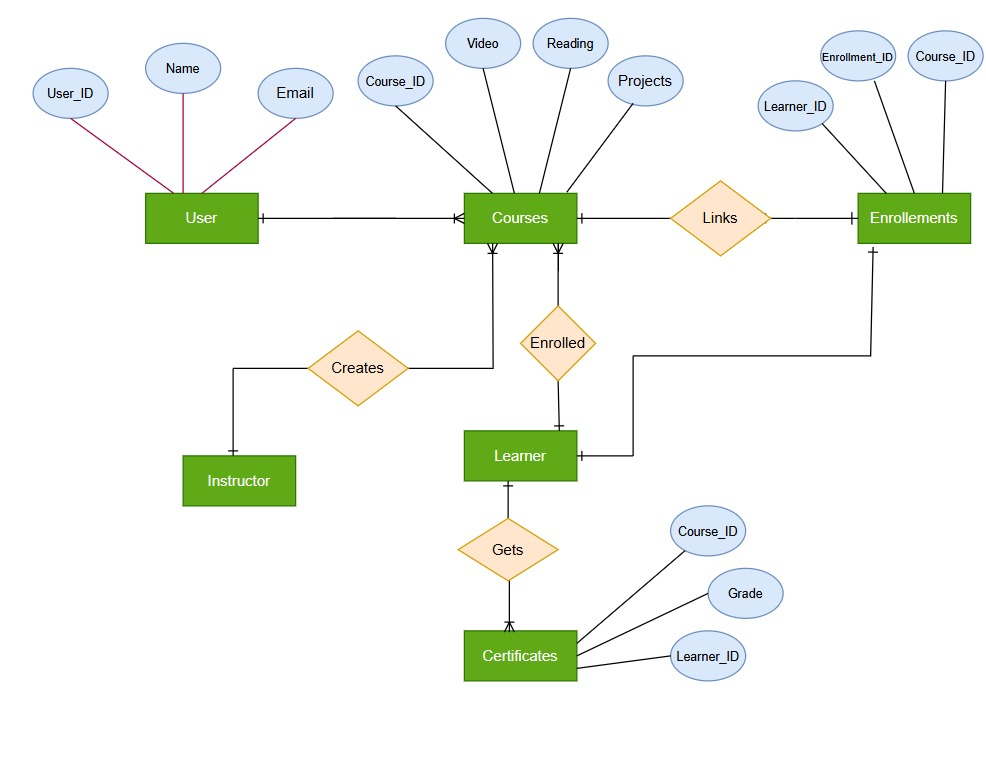 Video
Reading
Name
Course_ID
Projects
Enrollment_ID
Course_ID
User_ID
Email
Learner_ID
User
Courses
Links
Enrollements
Creates
Enrolled
Learner
Instructor
Gets
Course_ID
Grade
Certificates
Learner_ID